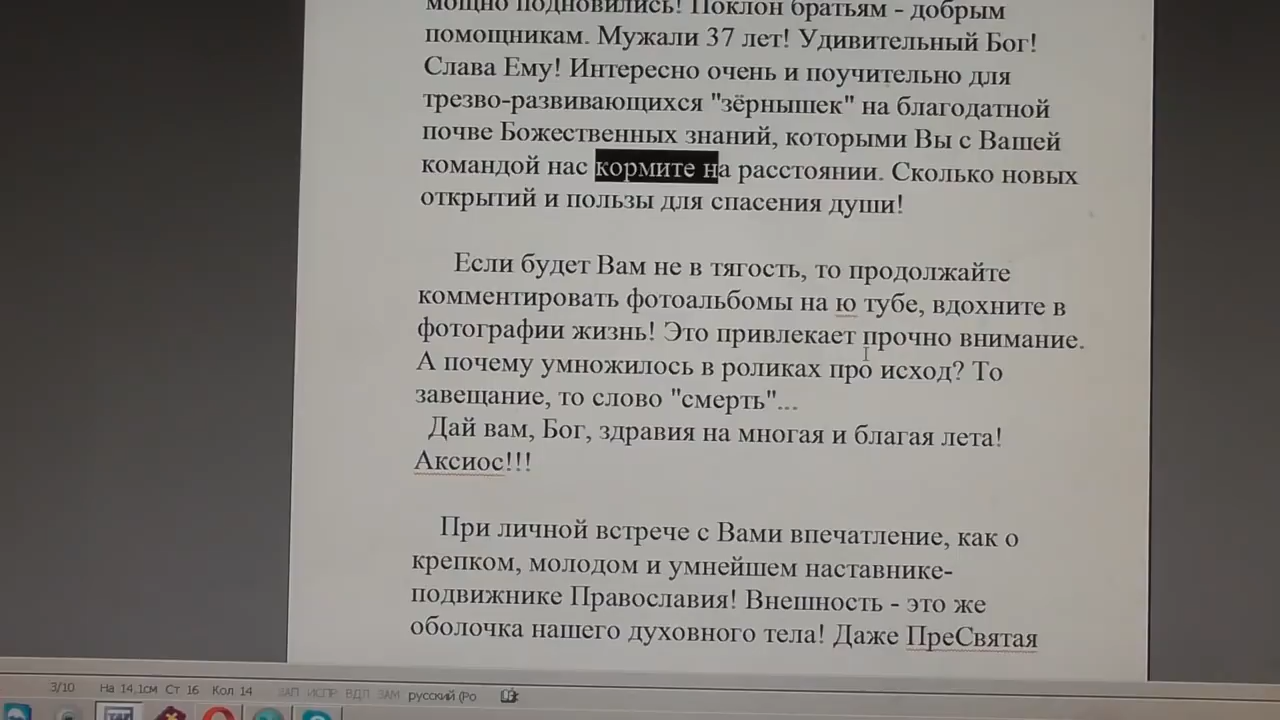 мощно подновились! Поклон братьям - добрым
помощникам. Мужали 37 лет! Удивительный Бог!
Слава Ему! Интересно очень и поучительно для
трезво-развивающихся "зёрнышек" на благодатной
почве Божественных знаний, которыми Вы с Вашей
командой нас кормите на расстоянии. Сколько новых
открытий и пользы для спасения души!
Если будет Вам не в тягость, то продолжайте
комментировать фотоальбомы на ю тубе, вдохните в
фотографии жизнь! Это привлекает прочно внимание.
А почему умножилось в роликах про исход? То
завещание, то слово "смерть"...
Дай вам, Бог, здравия на многая и благая лета!
Аксиос!!!
При личной встрече с Вами впечатление, как о
крепком, молодом и умнейшем наставнике-
подвижнике Православия! Внешность - это же
оболочка нашего духовного тела! Даже ПреСвятая
3/10 На 14,1см Ст 16 Кол 14 ЗАП ИСПР ВДЛ ЗАМ русский (Ро